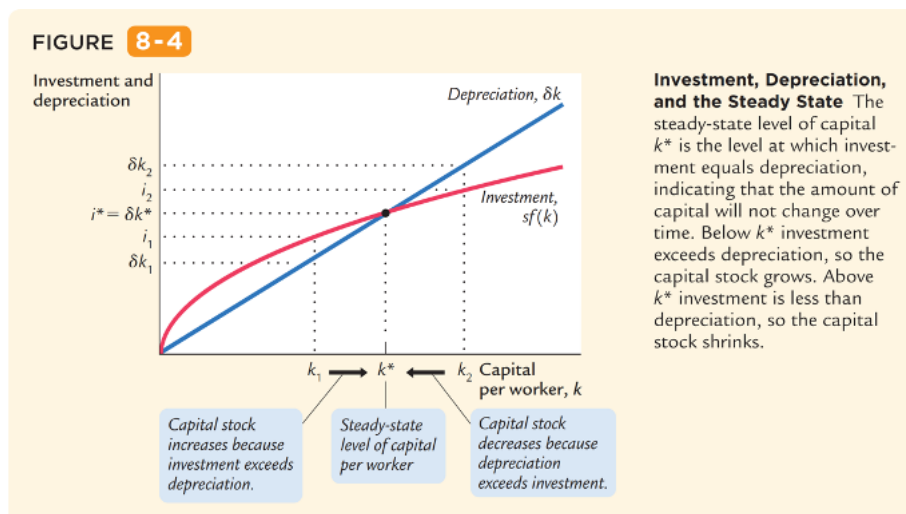 FIGURE 8-4
Investment and
depreciation
Depreciation, δk
δk₂
i₂
Investment,
sf(k)
i* = δk*
i₁
δk₁
k₁
k*
k₂
Capital
per worker, k
Capital stock
increases because
investment exceeds
depreciation.
Steady-state
level of capital
per worker
Capital stock
decreases because
depreciation
exceeds investment.
Investment, Depreciation,
and the Steady State The
steady-state level of capital
k* is the level at which invest-
ment equals depreciation,
indicating that the amount of
capital will not change over
time. Below k* investment
exceeds depreciation, so the
capital stock grows. Above
k* investment is less than
depreciation, so the capital
stock shrinks.